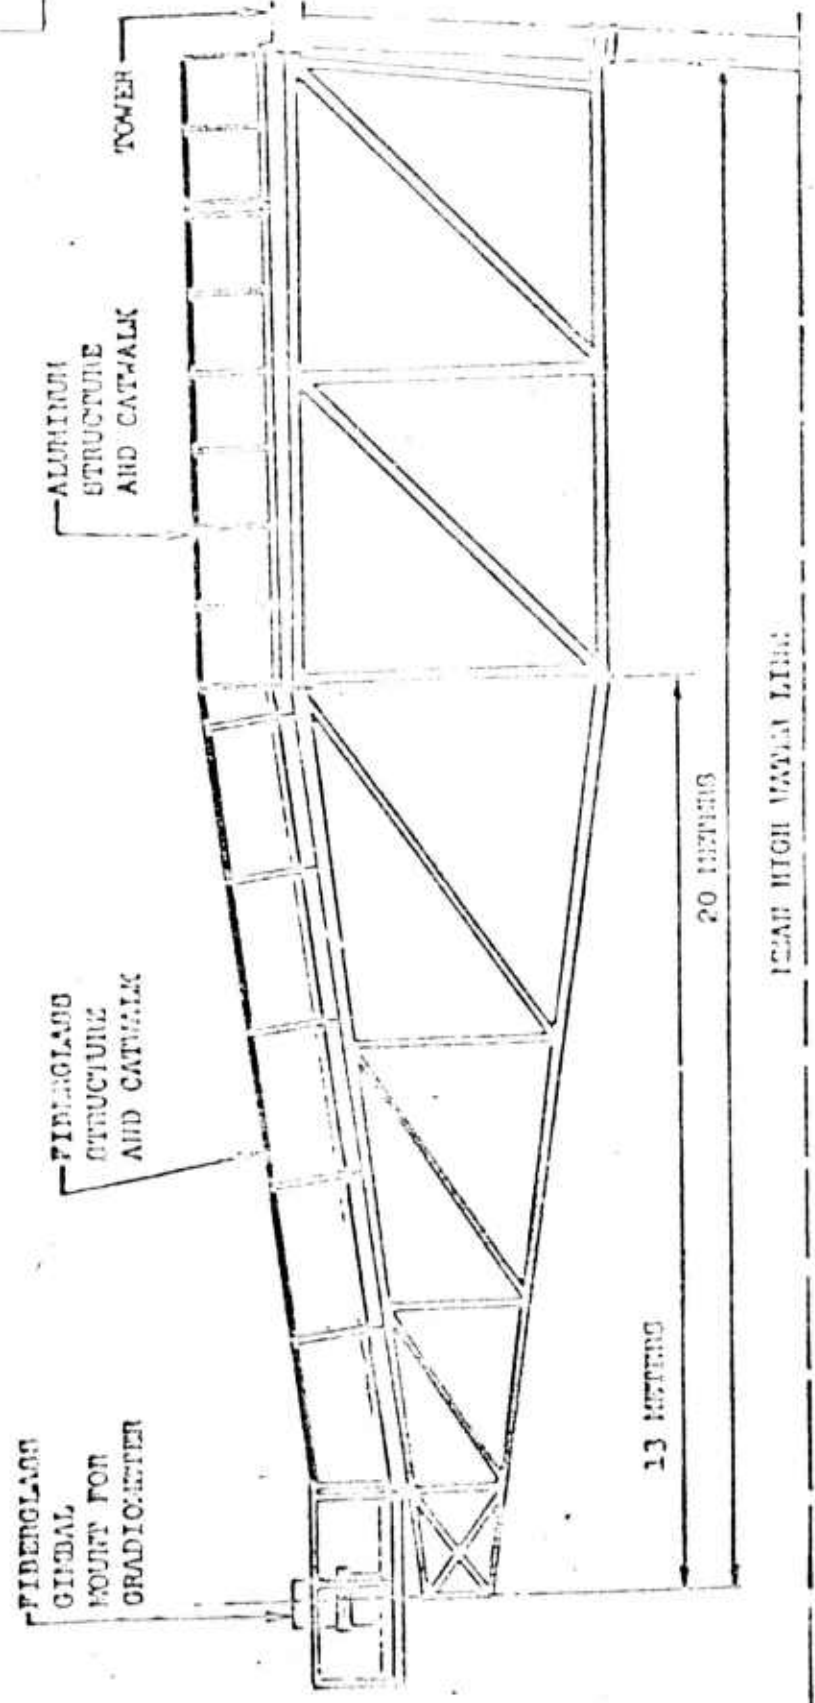 TOWER
ALUMINUM
STRUCTURE
AND CATWALK
FIBERGLASS
STRUCTURE
AND CATWALK
FIBERGLASS
GIMBAL
MOUNT FOR
GRADIOMETER
13 METERS
20 METERS
MEAN HIGH WATER LINE